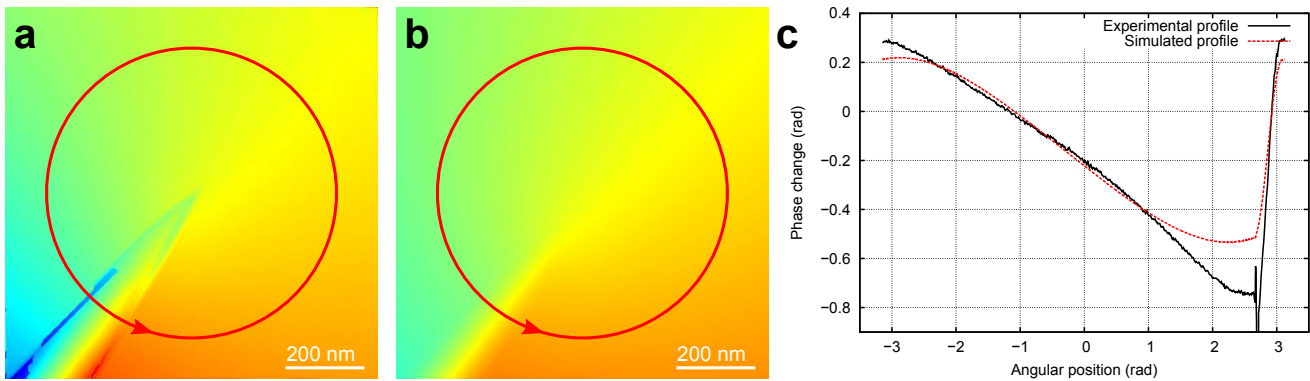 a
200 nm
b
200 nm
c
Experimental profile
Simulated profile
0.4
0.2
0
−0.2
−0.4
−0.6
−0.8
Phase change (rad)
−3 −2 −1 0 1 2 3
Angular position (rad)